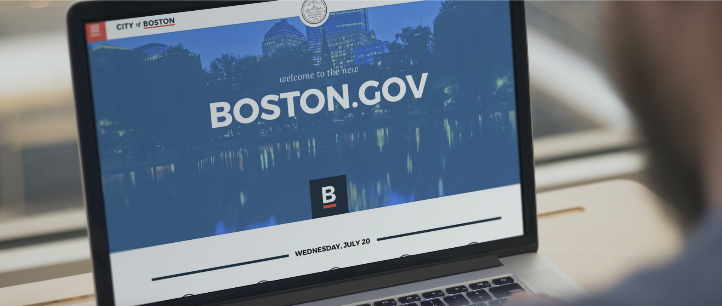 CITY of BOSTON
welcome to the new
BOSTON.GOV
B
WEDNESDAY, JULY 20